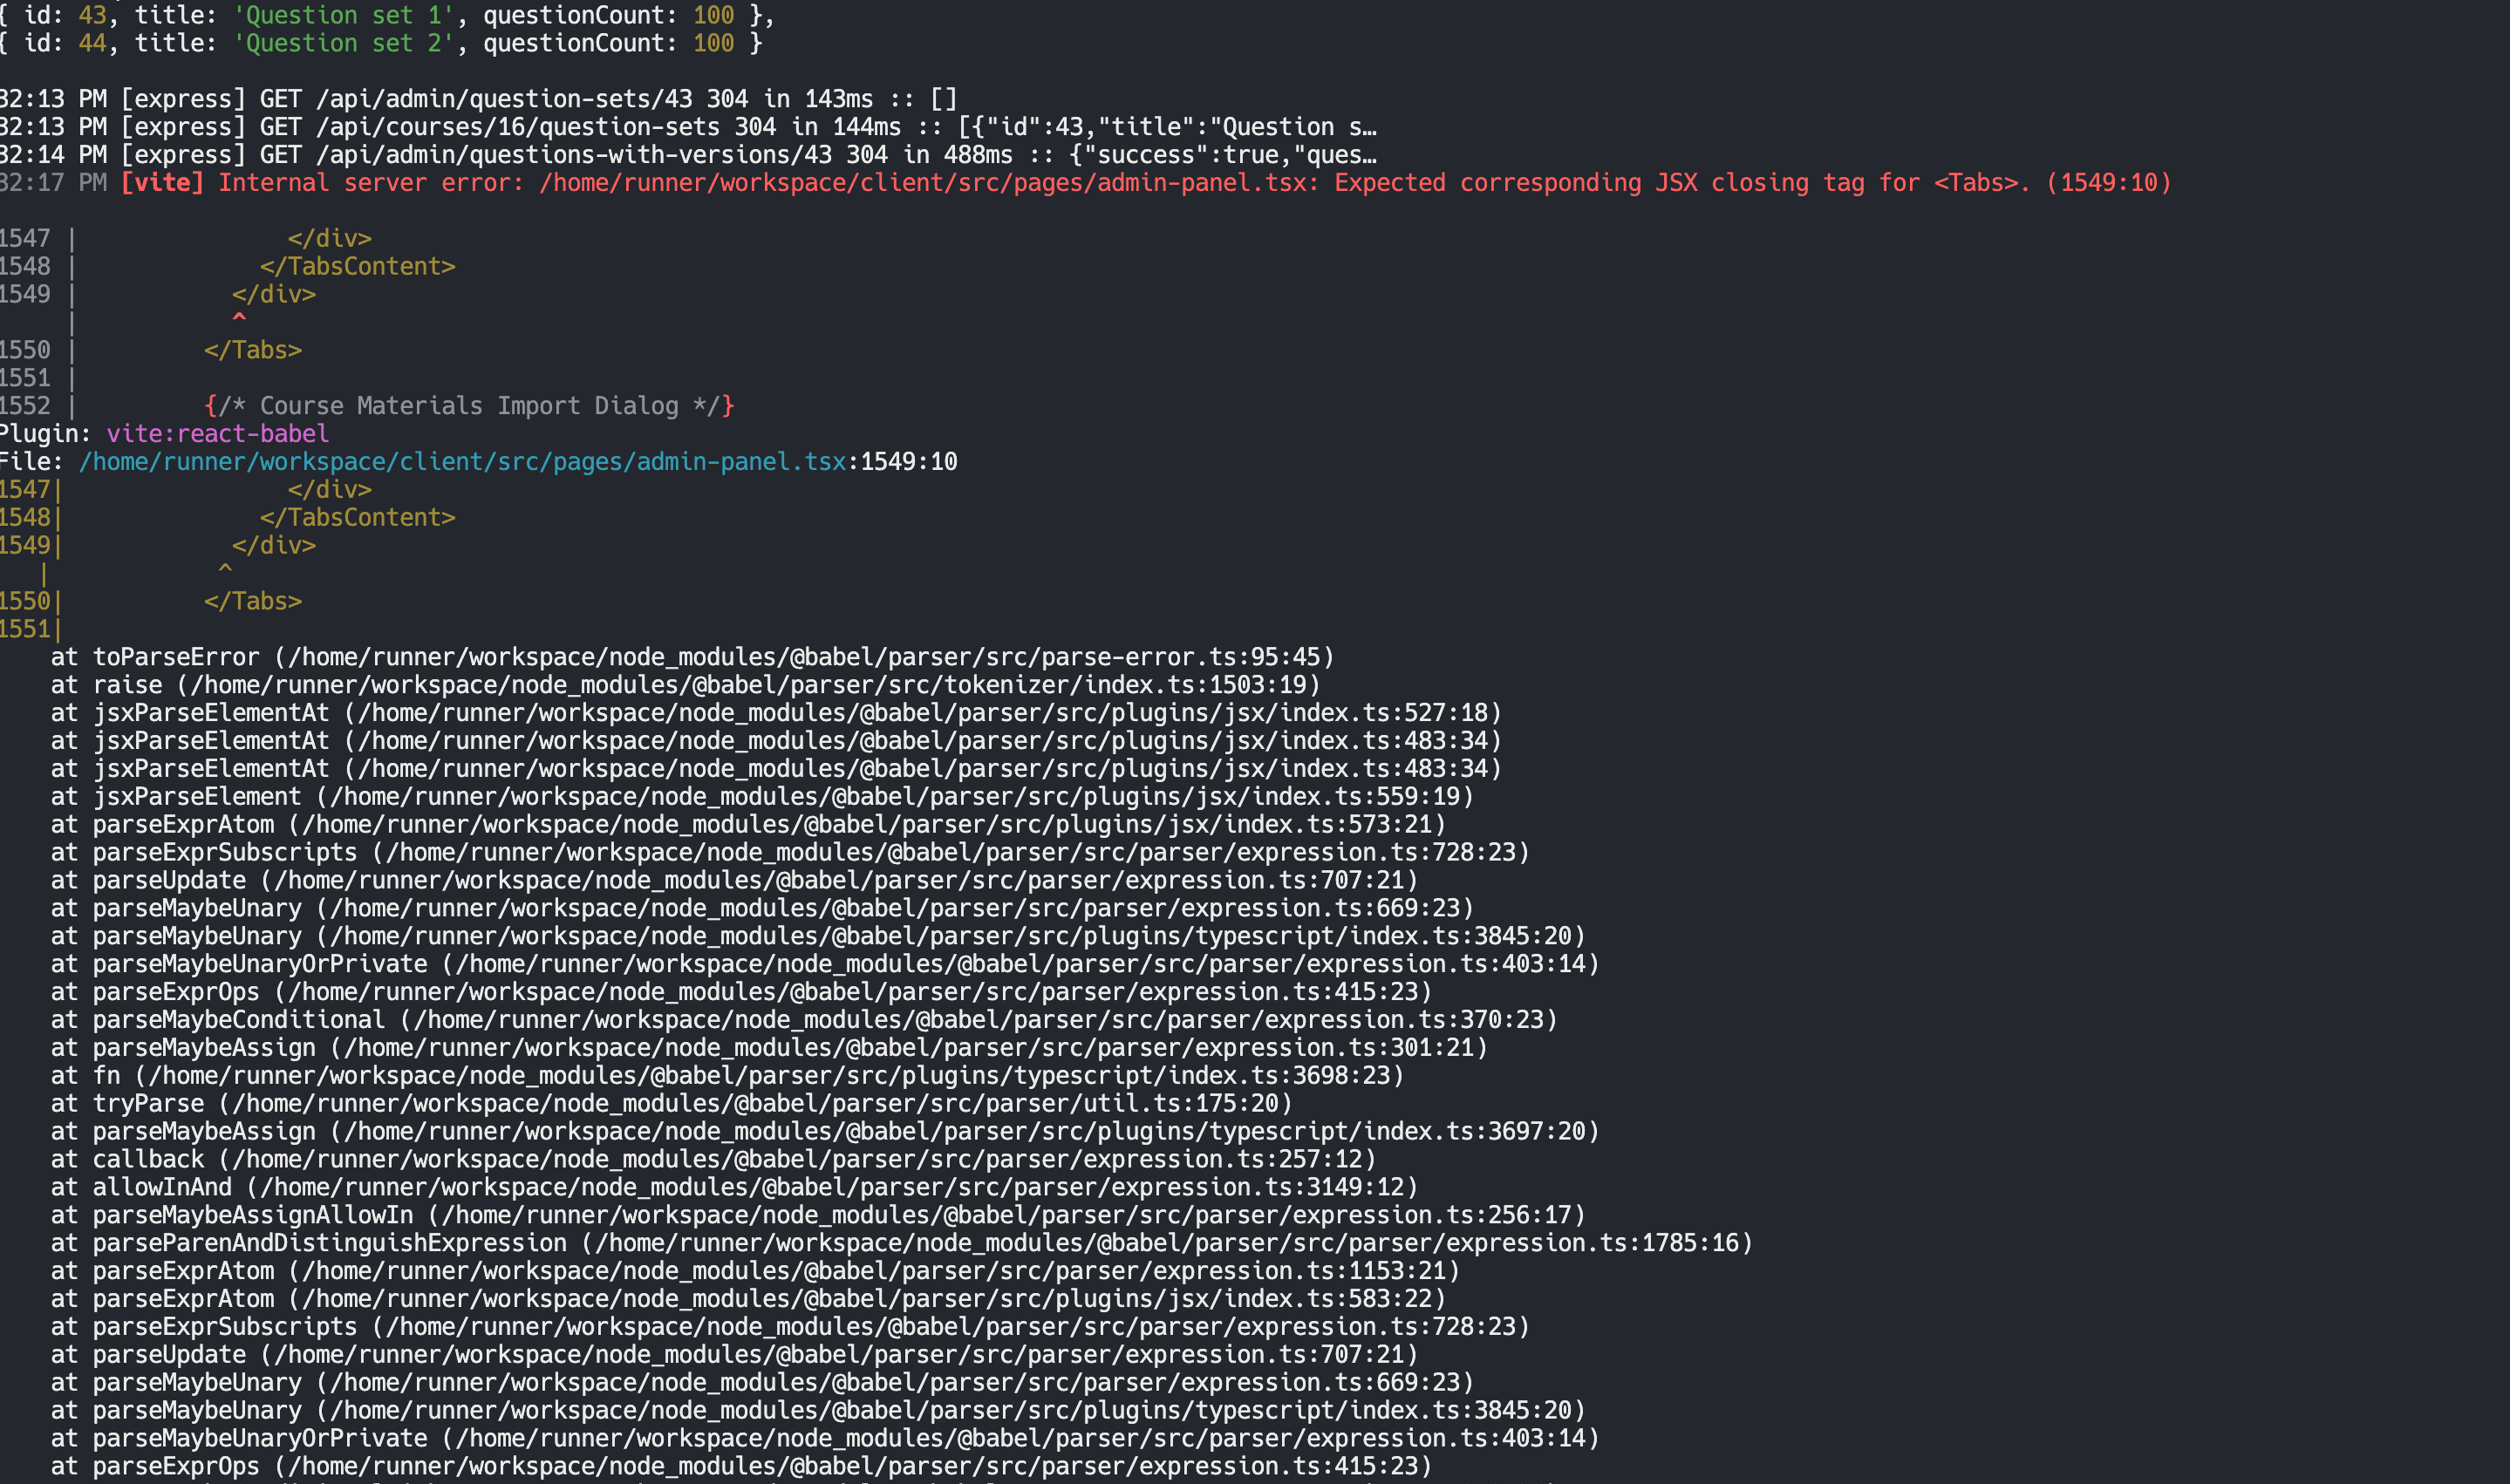 { id: 43, title: 'Question set 1', questionCount: 100 },
{ id: 44, title: 'Question set 2', questionCount: 100 }
32:13 PM [express] GET /api/admin/question-sets/43 304 in 143ms :: []
32:13 PM [express] GET /api/courses/16/question-sets 304 in 144ms :: [{"id":43,"title":"Question s…
32:14 PM [express] GET /api/admin/questions-with-versions/43 304 in 488ms :: {"success":true,"ques…
32:17 PM [vite] Internal server error: /home/runner/workspace/client/src/pages/admin-panel.tsx: Expected corresponding JSX closing tag for <Tabs>. (1549:10)
1547 |               </div>
1548 |             </TabsContent>
1549 |           </div>
     |           ^
1550 |         </Tabs>
1551 |
1552 |         {/* Course Materials Import Dialog */}
Plugin: vite:react-babel
File: /home/runner/workspace/client/src/pages/admin-panel.tsx:1549:10
1547|                </div>
1548|              </TabsContent>
1549|            </div>
   |            ^
1550|          </Tabs>
1551|
    at toParseError (/home/runner/workspace/node_modules/@babel/parser/src/parse-error.ts:95:45)
    at raise (/home/runner/workspace/node_modules/@babel/parser/src/tokenizer/index.ts:1503:19)
    at jsxParseElementAt (/home/runner/workspace/node_modules/@babel/parser/src/plugins/jsx/index.ts:527:18)
    at jsxParseElementAt (/home/runner/workspace/node_modules/@babel/parser/src/plugins/jsx/index.ts:483:34)
    at jsxParseElementAt (/home/runner/workspace/node_modules/@babel/parser/src/plugins/jsx/index.ts:483:34)
    at jsxParseElement (/home/runner/workspace/node_modules/@babel/parser/src/plugins/jsx/index.ts:559:19)
    at parseExprAtom (/home/runner/workspace/node_modules/@babel/parser/src/plugins/jsx/index.ts:573:21)
    at parseExprSubscripts (/home/runner/workspace/node_modules/@babel/parser/src/parser/expression.ts:728:23)
    at parseUpdate (/home/runner/workspace/node_modules/@babel/parser/src/parser/expression.ts:707:21)
    at parseMaybeUnary (/home/runner/workspace/node_modules/@babel/parser/src/parser/expression.ts:669:23)
    at parseMaybeUnary (/home/runner/workspace/node_modules/@babel/parser/src/plugins/typescript/index.ts:3845:20)
    at parseMaybeUnaryOrPrivate (/home/runner/workspace/node_modules/@babel/parser/src/parser/expression.ts:403:14)
    at parseExprOps (/home/runner/workspace/node_modules/@babel/parser/src/parser/expression.ts:415:23)
    at parseMaybeConditional (/home/runner/workspace/node_modules/@babel/parser/src/parser/expression.ts:370:23)
    at parseMaybeAssign (/home/runner/workspace/node_modules/@babel/parser/src/parser/expression.ts:301:21)
    at fn (/home/runner/workspace/node_modules/@babel/parser/src/plugins/typescript/index.ts:3698:23)
    at tryParse (/home/runner/workspace/node_modules/@babel/parser/src/parser/util.ts:175:20)
    at parseMaybeAssign (/home/runner/workspace/node_modules/@babel/parser/src/plugins/typescript/index.ts:3697:20)
    at callback (/home/runner/workspace/node_modules/@babel/parser/src/parser/expression.ts:257:12)
    at allowInAnd (/home/runner/workspace/node_modules/@babel/parser/src/parser/expression.ts:3149:12)
    at parseMaybeAssignAllowIn (/home/runner/workspace/node_modules/@babel/parser/src/parser/expression.ts:256:17)
    at parseParenAndDistinguishExpression (/home/runner/workspace/node_modules/@babel/parser/src/parser/expression.ts:1785:16)
    at parseExprAtom (/home/runner/workspace/node_modules/@babel/parser/src/parser/expression.ts:1153:21)
    at parseExprAtom (/home/runner/workspace/node_modules/@babel/parser/src/plugins/jsx/index.ts:583:22)
    at parseExprSubscripts (/home/runner/workspace/node_modules/@babel/parser/src/parser/expression.ts:728:23)
    at parseUpdate (/home/runner/workspace/node_modules/@babel/parser/src/parser/expression.ts:707:21)
    at parseMaybeUnary (/home/runner/workspace/node_modules/@babel/parser/src/parser/expression.ts:669:23)
    at parseMaybeUnary (/home/runner/workspace/node_modules/@babel/parser/src/plugins/typescript/index.ts:3845:20)
    at parseMaybeUnaryOrPrivate (/home/runner/workspace/node_modules/@babel/parser/src/parser/expression.ts:403:14)
    at parseExprOps (/home/runner/workspace/node_modules/@babel/parser/src/parser/expression.ts:415:23)